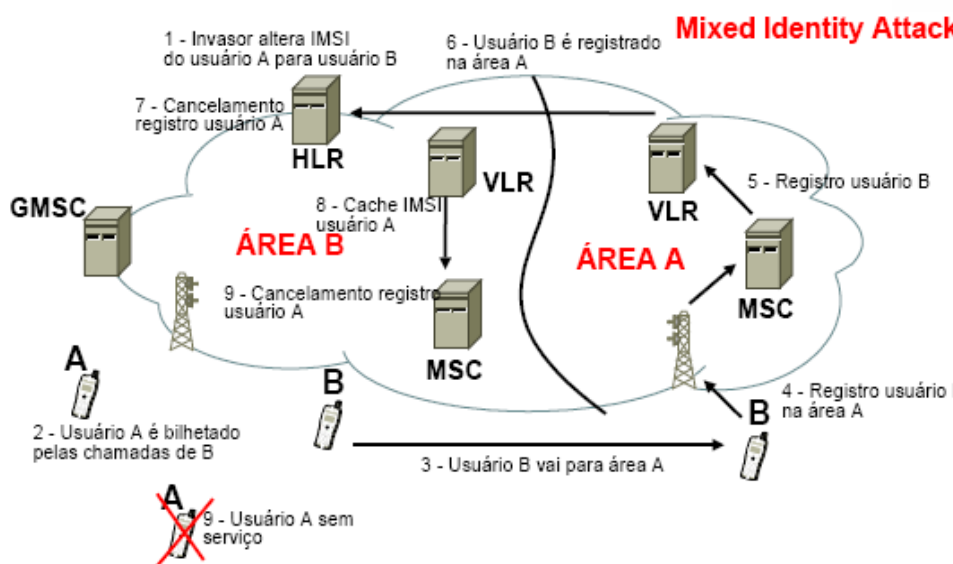 Mixed Identity Attack
1 - Invasor altera IMSI
do usuário A para usuário B
6 - Usuário B é registrado
na área A
7 - Cancelamento
registro usuário A
HLR
VLR
8 - Cache IMSI
usuário A
GMSC
ÁREA B
9 - Cancelamento registro
usuário A
MSC
VLR
5 - Registro usuário B
ÁREA A
MSC
A
2 - Usuário A é bilhetado
pelas chamadas de B
B
3 - Usuário B vai para área A
B
4 - Registro usuário
na área A
A
9 - Usuário A sem
serviço